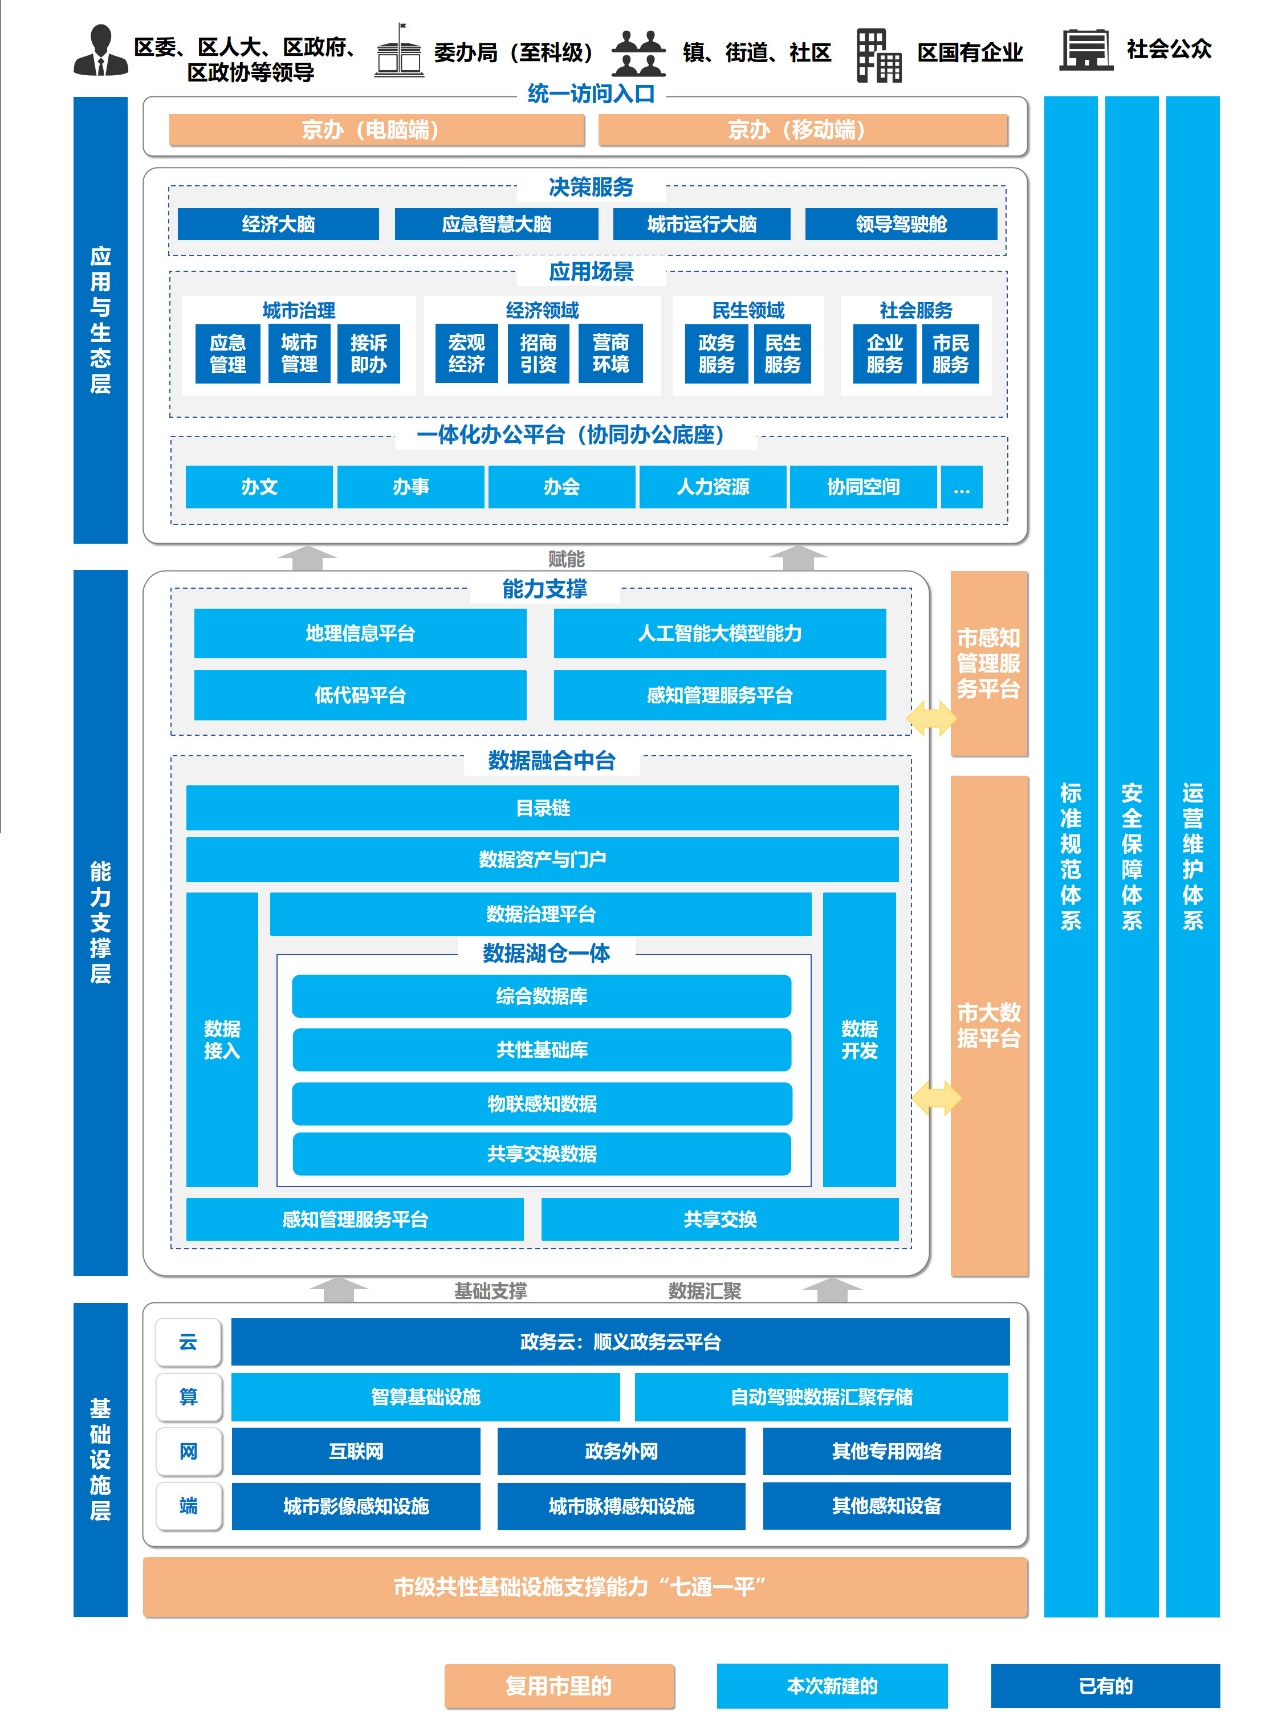 区委、区人大、区政府、
区政协等领导
委办局（至科级）
镇、街道、社区
区国有企业
社会公众
统一访问入口
京办（电脑端）
京办（移动端）
应用与生态层
决策服务
经济大脑
应急智慧大脑
城市运行大脑
领导驾驶舱
应用场景
城市治理
应急
管理
城市
管理
接诉
即办
经济领域
宏观
经济
招商
引资
营商
环境
民生领域
政务
服务
民生
服务
社会服务
企业
服务
市民
服务
一体化办公平台（协同办公底座）
办文
办事
办会
人力资源
协同空间
...
赋能
能力支撑层
能力支撑
地理信息平台
人工智能大模型能力
低代码平台
感知管理服务平台
市感知
管理服
务平台
数据融合中台
目录链
数据资产与门户
数据
接入
数据治理平台
数据湖仓一体
综合数据库
共性基础库
物联感知数据
共享交换数据
数据
开发
感知管理服务平台
共享交换
市大数
据平台
标准规范体系
安全保障体系
运营维护体系
基础支撑
数据汇聚
基础设施层
云
政务云：顺义政务云平台
算
智算基础设施
自动驾驶数据汇聚存储
网
互联网
政务外网
其他专用网络
端
城市影像感知设施
城市脉搏感知设施
其他感知设备
市级共性基础设施支撑能力“七通一平”
复用市里的
本次新建的
已有的